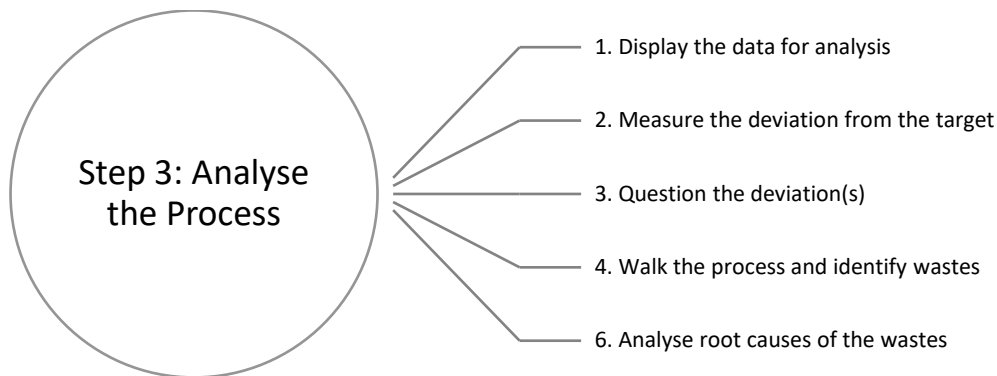 Step 3: Analyse
the Process
1. Display the data for analysis
2. Measure the deviation from the target
3. Question the deviation(s)
4. Walk the process and identify wastes
6. Analyse root causes of the wastes